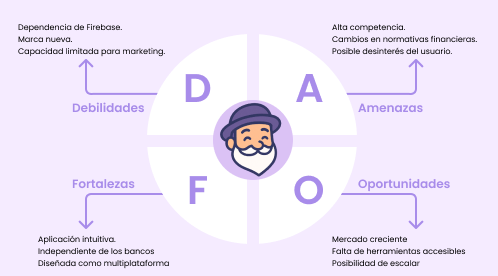 Dependencia de Firebase.
Marca nueva.
Capacidad limitada para marketing.
Alta competencia.
Cambios en normativas financieras.
Posible desinterés del usuario.
D
A
Debilidades
Amenazas
Fortalezas
F
O
Oportunidades
Aplicación intuitiva.
Independiente de los bancos
Diseñada como multiplataforma
Mercado creciente
Falta de herramientas accesibles
Posibilidad de escalar